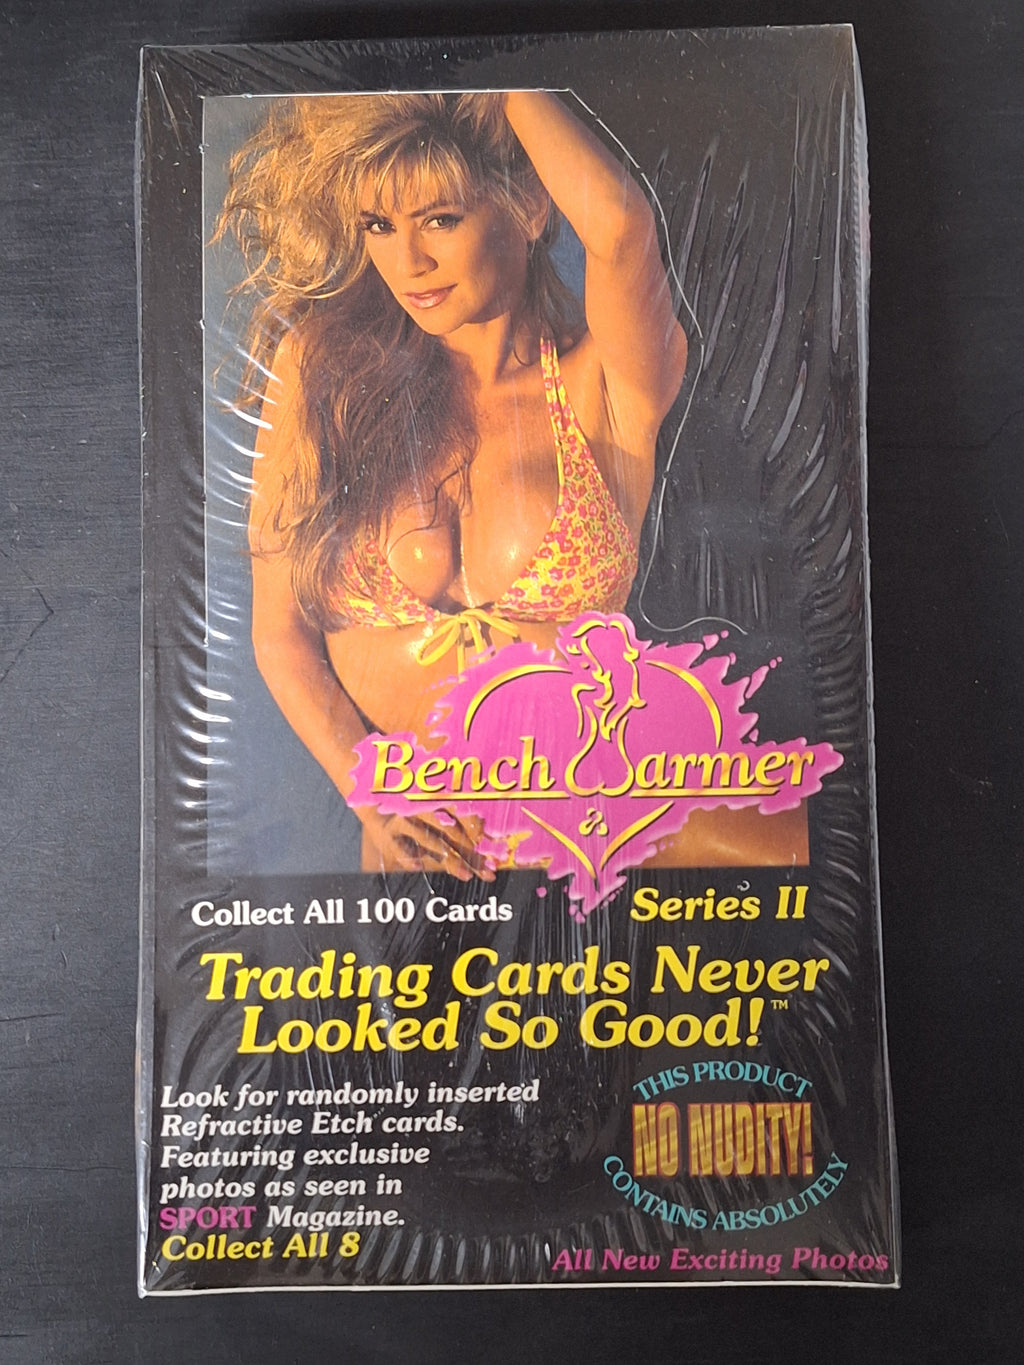 Bench Warmer
Collect All 100 Cards
Series II
Trading Cards Never
Looked So Good!™
Look for randomly inserted
Refractive Etch cards.
Featuring exclusive
photos as seen in
SPORT Magazine.
Collect All 8
THIS PRODUCT
CONTAINS ABSOLUTELY
NO NUDITY!
All New Exciting Photos